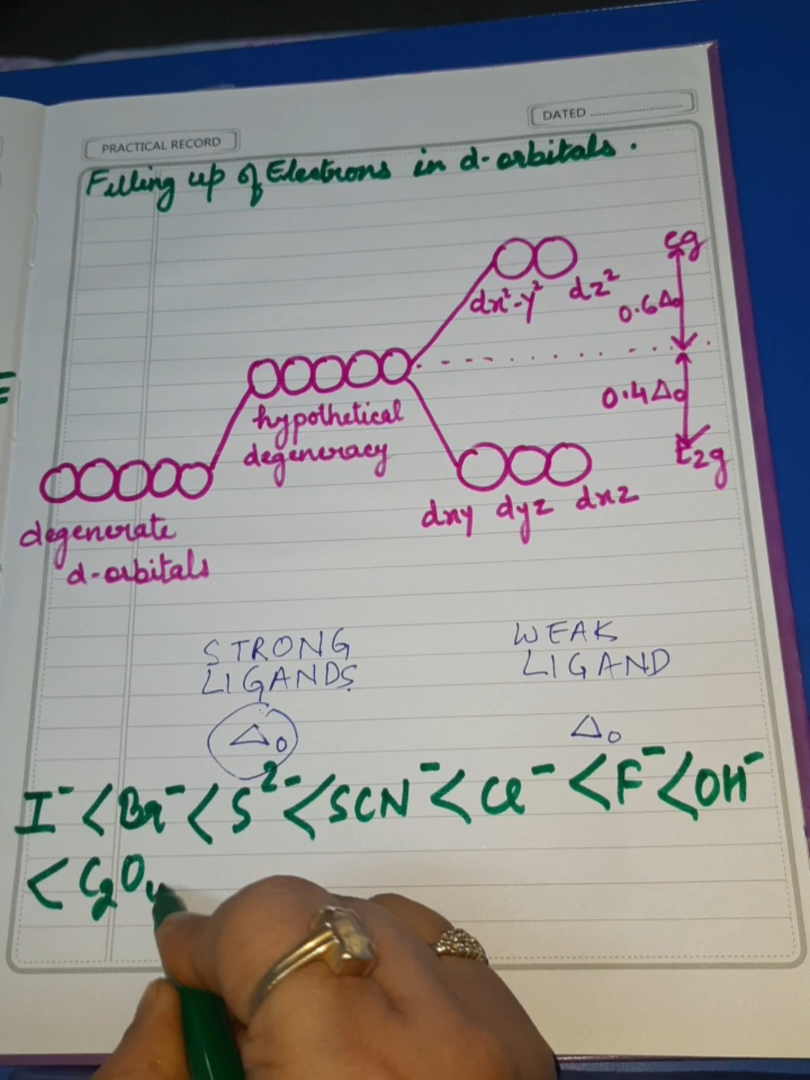 PRACTICAL RECORD
DATED ..............................
Filling up of Electrons in d-orbitals.
eg
dx²-y² dz²
0.6Δo
0.4Δo
hypothetical
degeneracy
t2g
dxy dyz dxz
degenerate
d-orbitals
STRONG
LIGANDS
WEAK
LIGAND
Δo
Δo
I⁻ < Br⁻ < S²⁻ < SCN⁻ < Cl⁻ < F⁻ < OH⁻
< C₂O₄